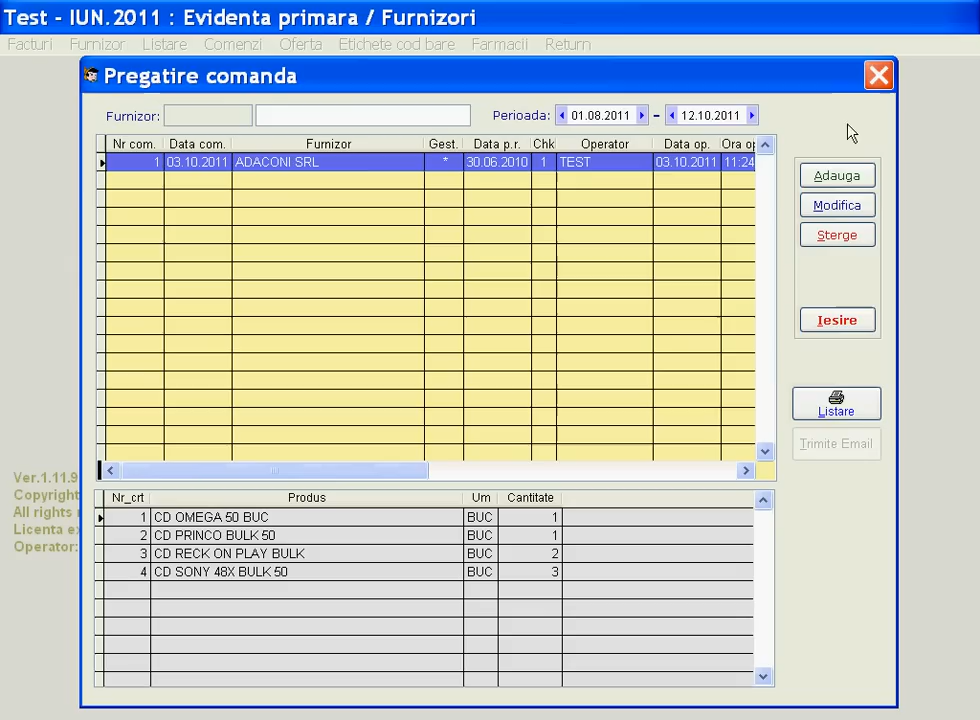 Test - IUN.2011 : Evidenta primara / Furnizori
Facturi Furnizor Listare Comenzi Oferta Etichete cod bare Farmacii Return
Pregatire comanda
Furnizor: Perioada: 01.08.2011 - 12.10.2011
Nr com. Data com. Furnizor Gest. Data p.r. Chk Operator Data op. Ora op
1 03.10.2011 ADACONI SRL * 30.06.2010 1 TEST 03.10.2011 11:24
Adauga
Modifica
Sterge
Iesire
Listare
Trimite Email
Ver.1.11.9
Copyright
All rights
Licenta ex
Operator:
Nr_crt Produs Um Cantitate
1 CD OMEGA 50 BUC BUC 1
2 CD PRINCO BULK 50 BUC 1
3 CD RECK ON PLAY BULK BUC 2
4 CD SONY 48X BULK 50 BUC 3